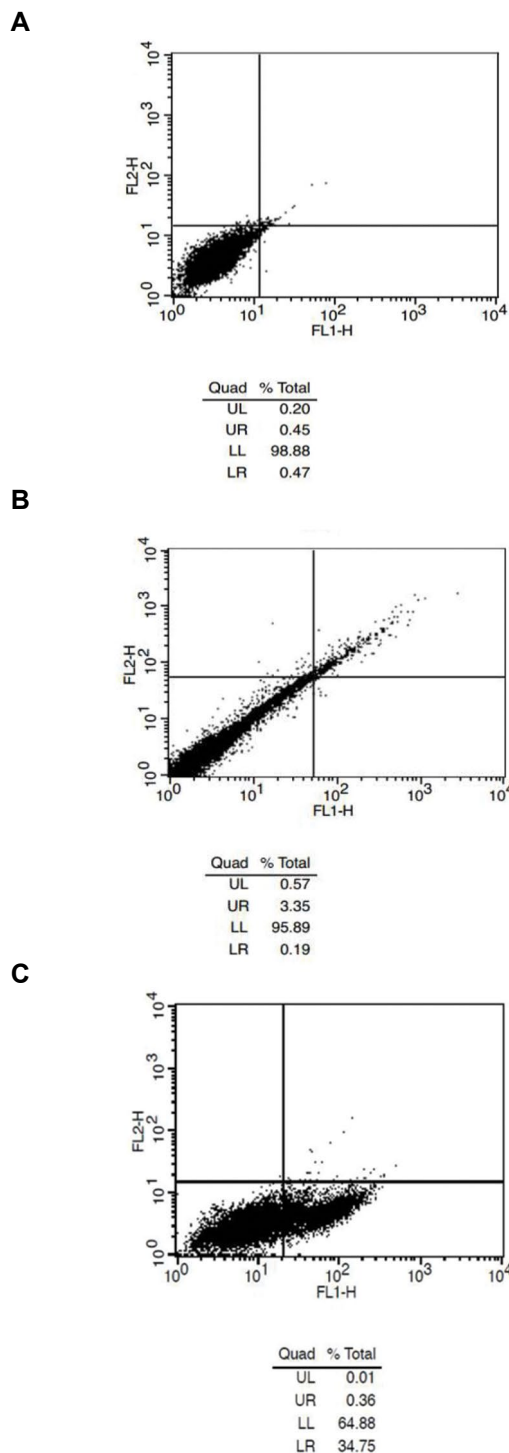 A
10^4
10^3
10^2
10^1
10^0
FL2-H
10^0 10^1 10^2 10^3 10^4
FL1-H
Quad % Total
UL 0.20
UR 0.45
LL 98.88
LR 0.47
B
10^4
10^3
10^2
10^1
10^0
FL2-H
10^0 10^1 10^2 10^3 10^4
FL1-H
Quad % Total
UL 0.57
UR 3.35
LL 95.89
LR 0.19
C
10^4
10^3
10^2
10^1
10^0
FL2-H
10^0 10^1 10^2 10^3 10^4
FL1-H
Quad % Total
UL 0.01
UR 0.36
LL 64.88
LR 34.75